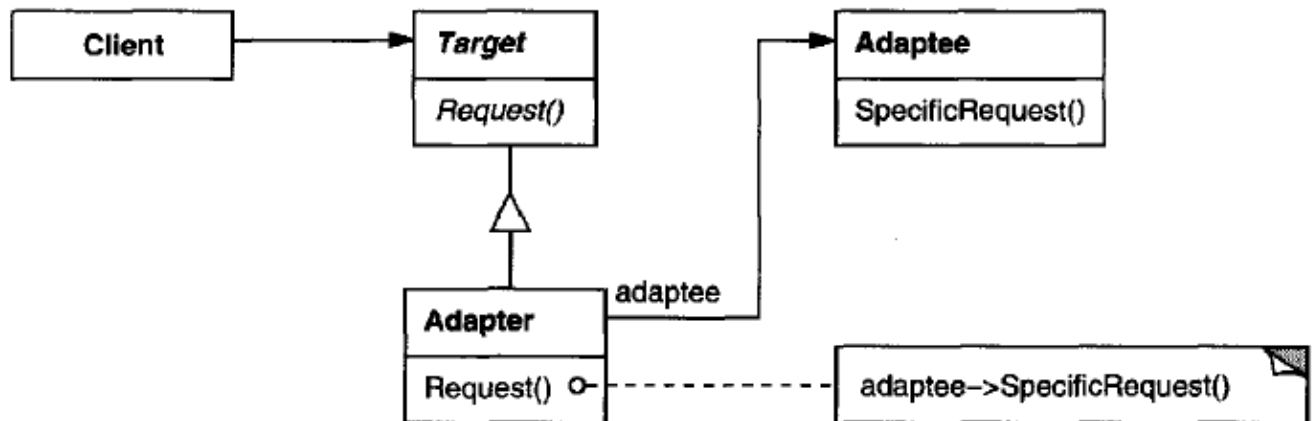 Client
Target
Request()
Adaptee
SpecificRequest()
adaptee
Adapter
Request()
adaptee->SpecificRequest()